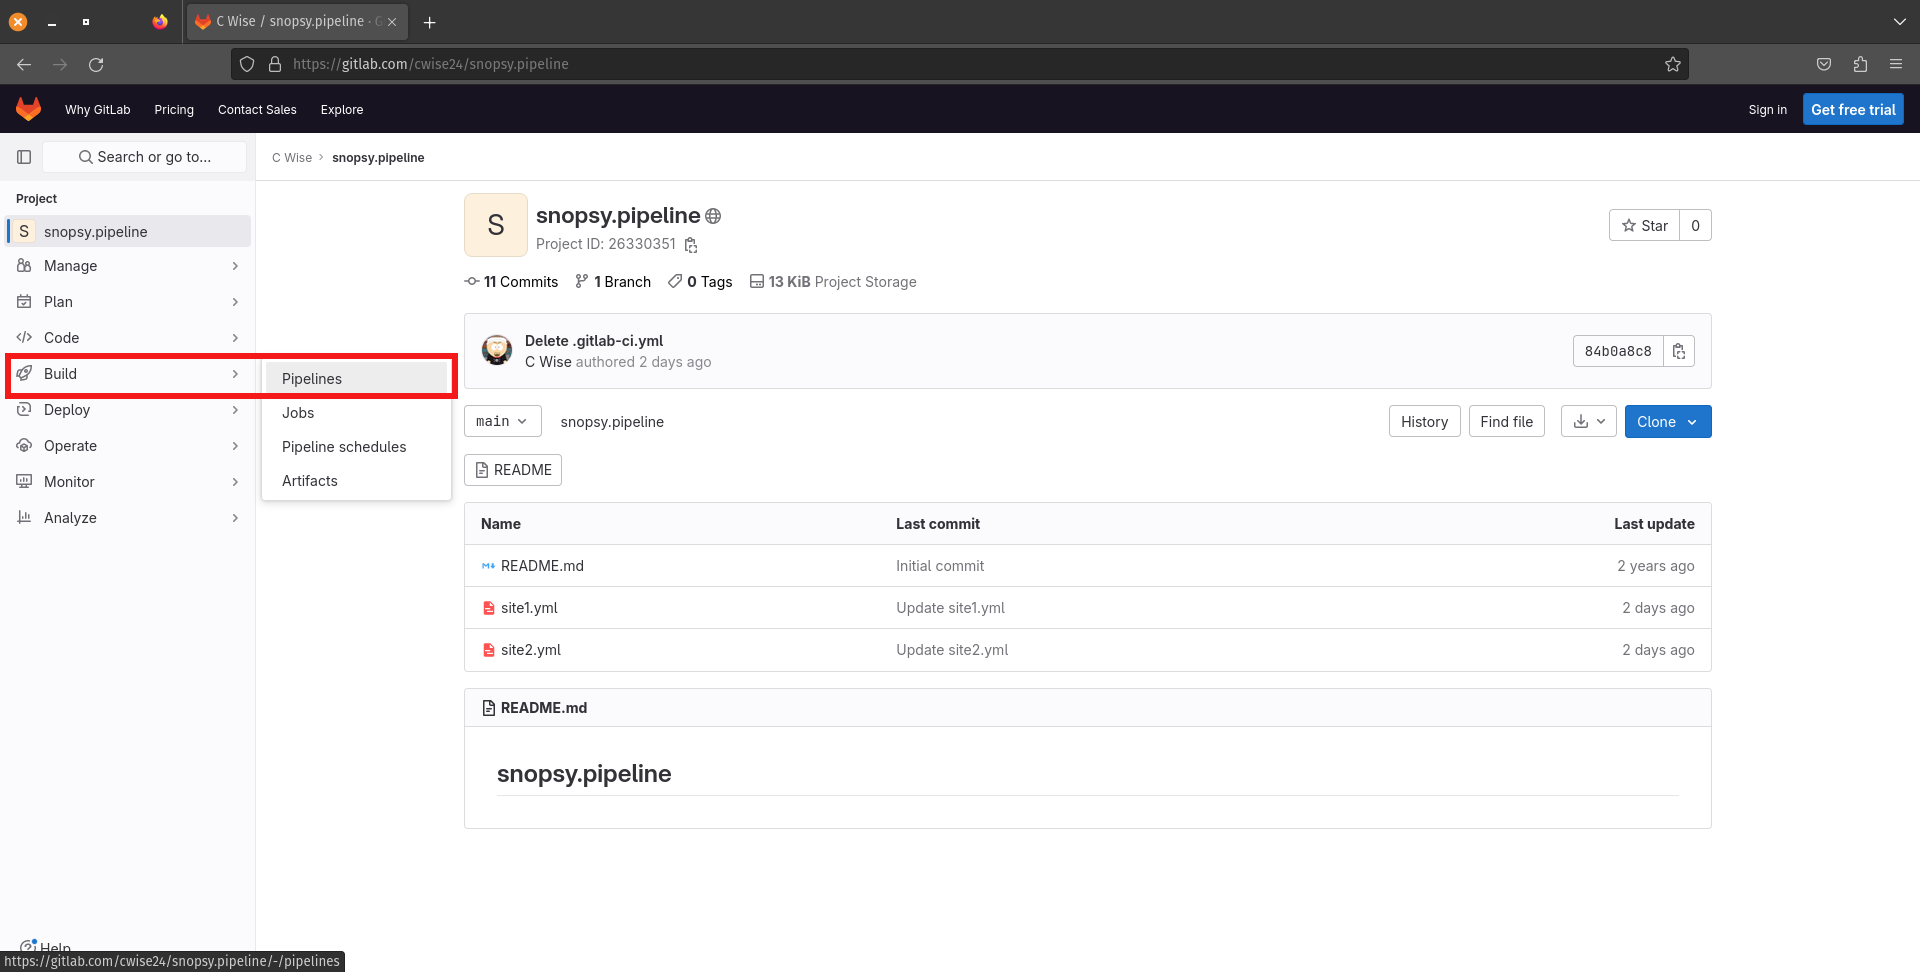 C Wise / snopsy.pipeline · G
https://gitlab.com/cwise24/snopsy.pipeline
Why GitLab Pricing Contact Sales Explore Sign in Get free trial
Search or go to...
C Wise > snopsy.pipeline
Project
S snopsy.pipeline
Manage
Plan
Code
Build
Deploy
Operate
Monitor
Analyze
Pipelines
Jobs
Pipeline schedules
Artifacts
S
snopsy.pipeline
Project ID: 26330351
Star 0
11 Commits 1 Branch 0 Tags 13 KiB Project Storage
Delete .gitlab-ci.yml
C Wise authored 2 days ago
84b0a8c8
main snopsy.pipeline History Find file Clone
README
Name Last commit Last update
README.md Initial commit 2 years ago
site1.yml Update site1.yml 2 days ago
site2.yml Update site2.yml 2 days ago
README.md
snopsy.pipeline
Help
https://gitlab.com/cwise24/snopsy.pipeline/-/pipelines